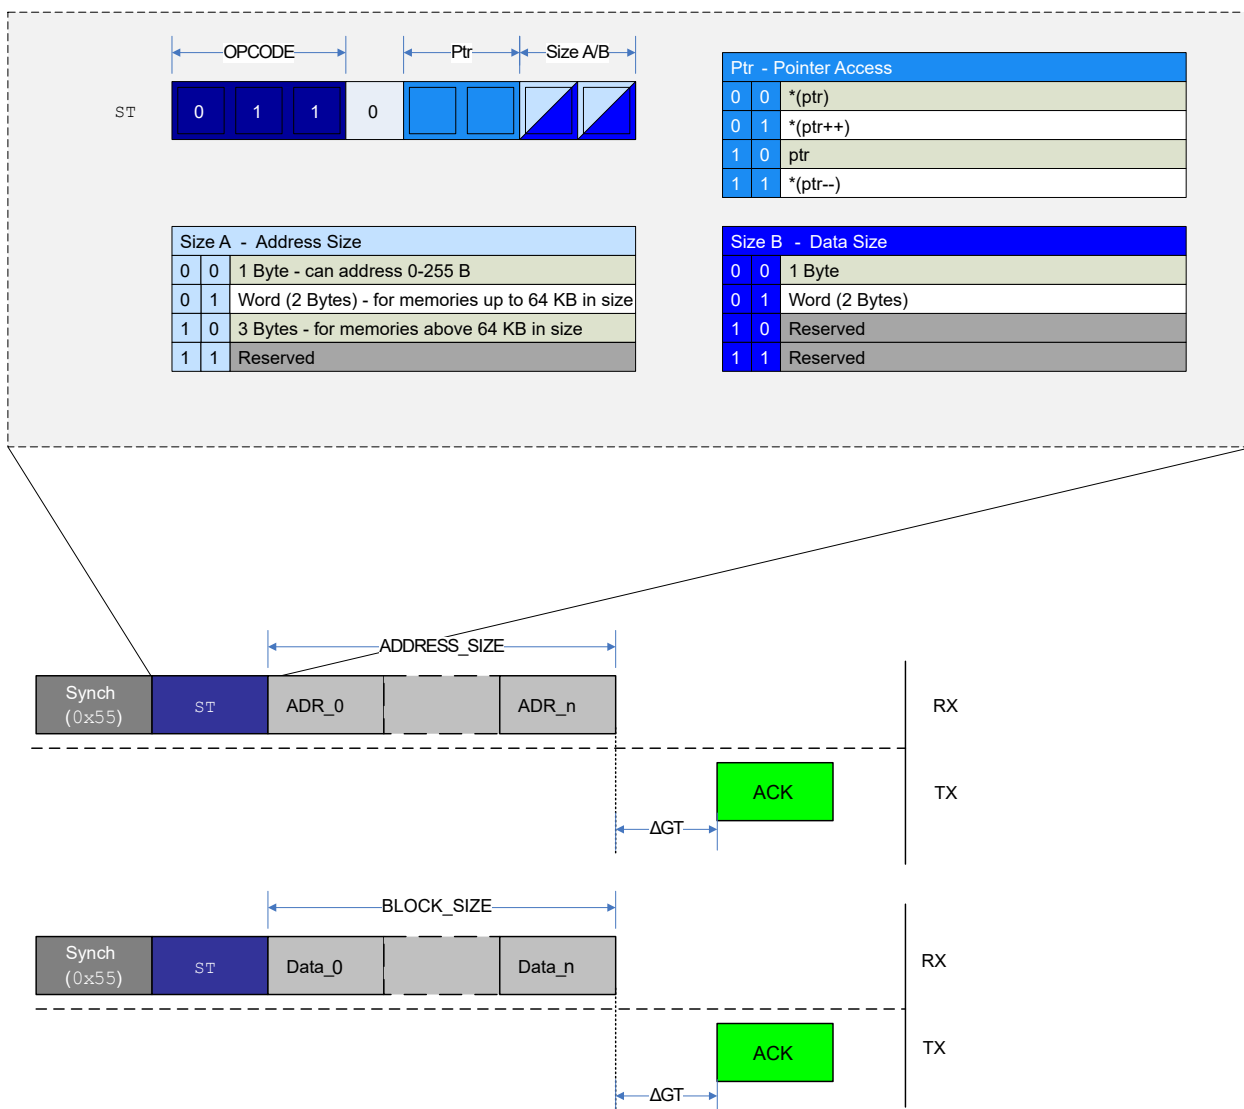 OPCODE Ptr Size A/B
ST 0 1 1 0
Ptr - Pointer Access
0 0 *(ptr)
0 1 *(ptr++)
1 0 ptr
1 1 *(ptr--)
Size A - Address Size
0 0 1 Byte - can address 0-255 B
0 1 Word (2 Bytes) - for memories up to 64 KB in size
1 0 3 Bytes - for memories above 64 KB in size
1 1 Reserved
Size B - Data Size
0 0 1 Byte
0 1 Word (2 Bytes)
1 0 Reserved
1 1 Reserved
ADDRESS_SIZE
Synch
(0x55)
ST ADR_0 ADR_n RX
ACK TX
ΔGT
BLOCK_SIZE
Synch
(0x55)
ST Data_0 Data_n RX
ACK TX
ΔGT